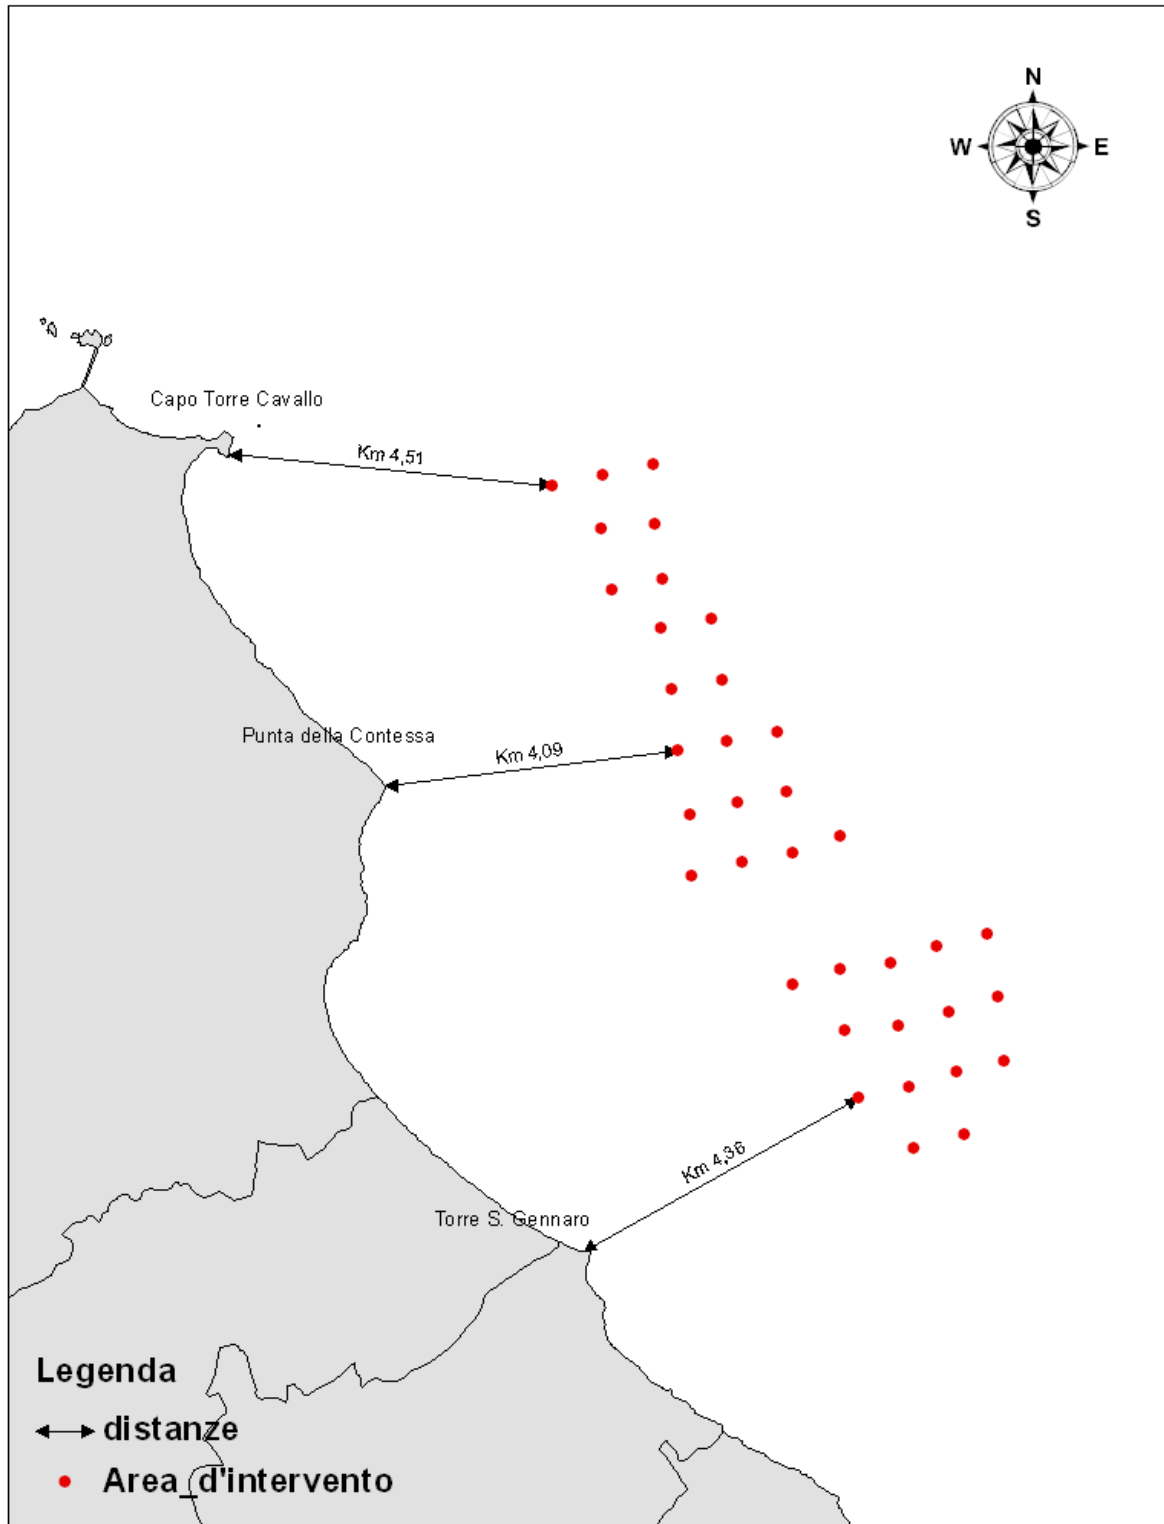 N
W E
S
Capo Torre Cavallo
Km 4,51
Punta della Contessa
Km 4,09
Km 4,36
Torre S. Gennaro
Legenda
distanze
Area_d'intervento